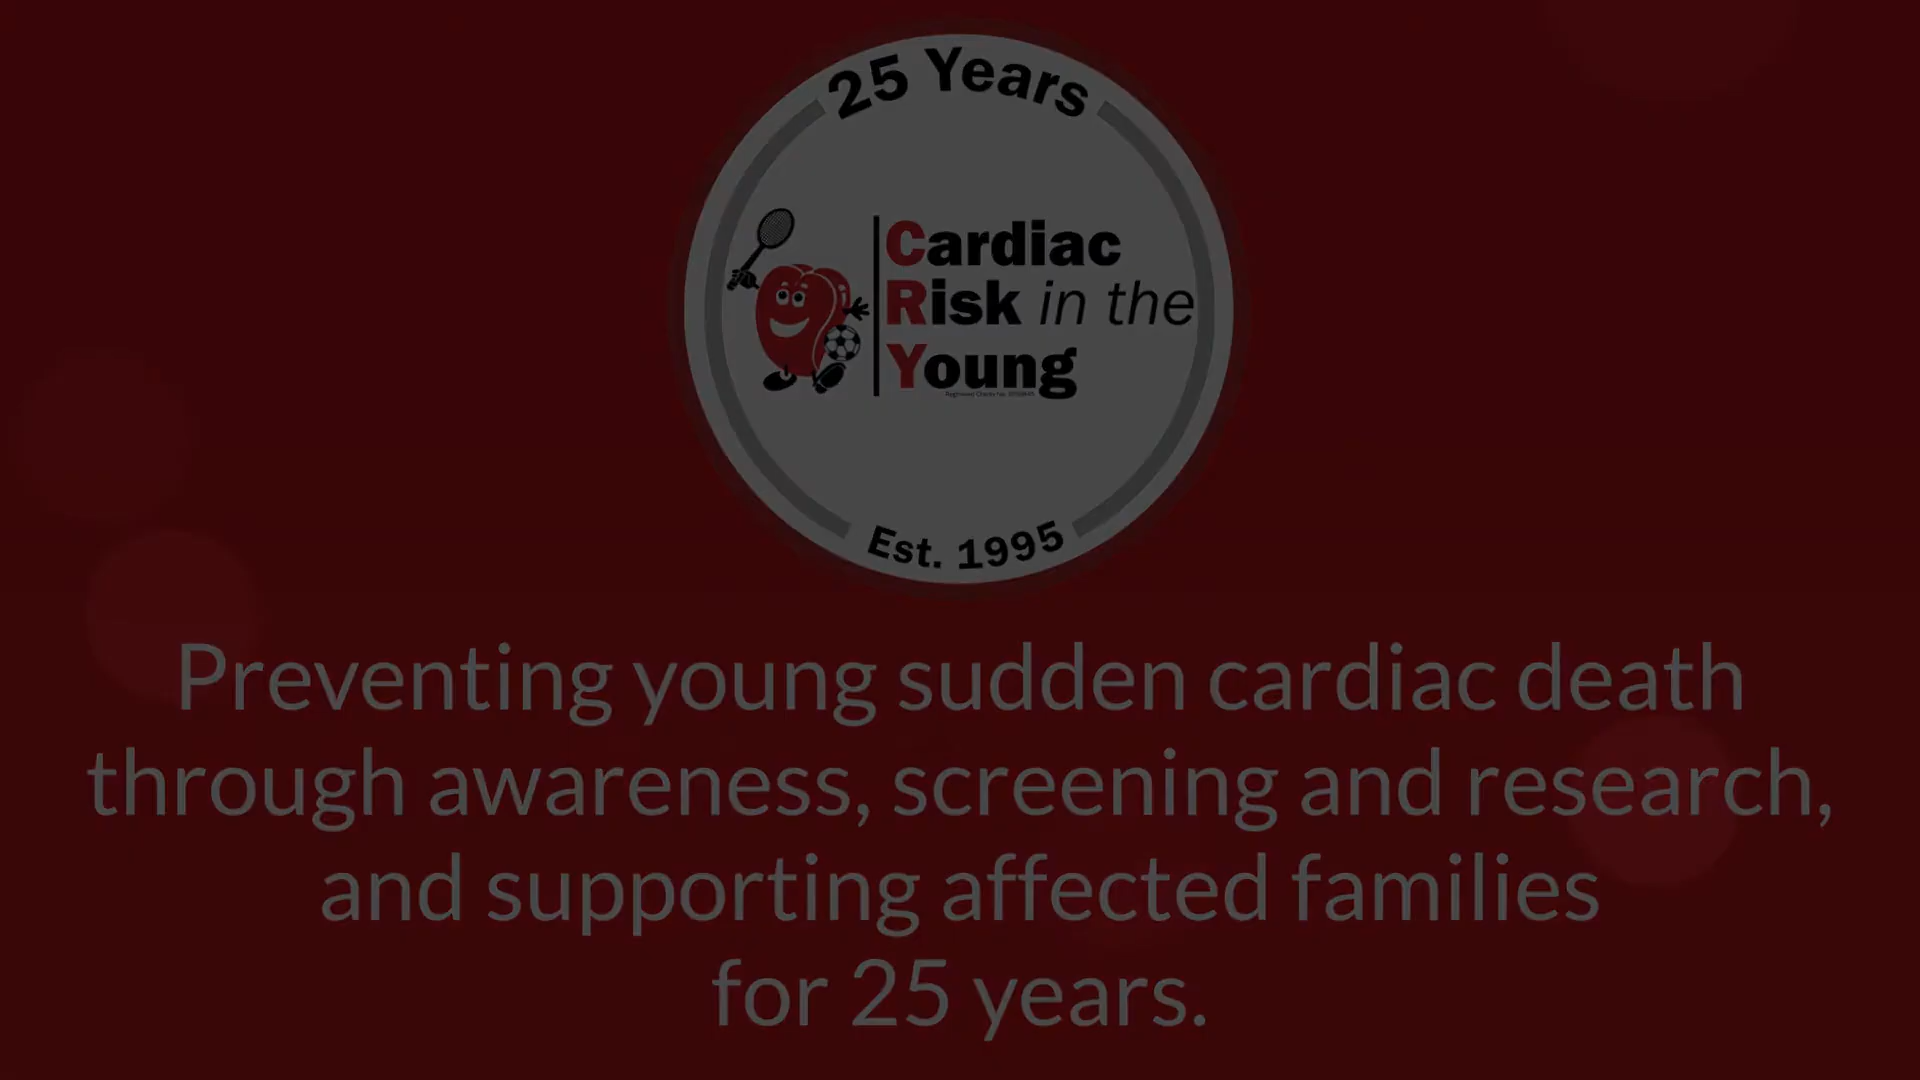 25 Years
Cardiac
Risk in the
Young
Est. 1995
Preventing young sudden cardiac death
through awareness, screening and research,
and supporting affected families
for 25 years.